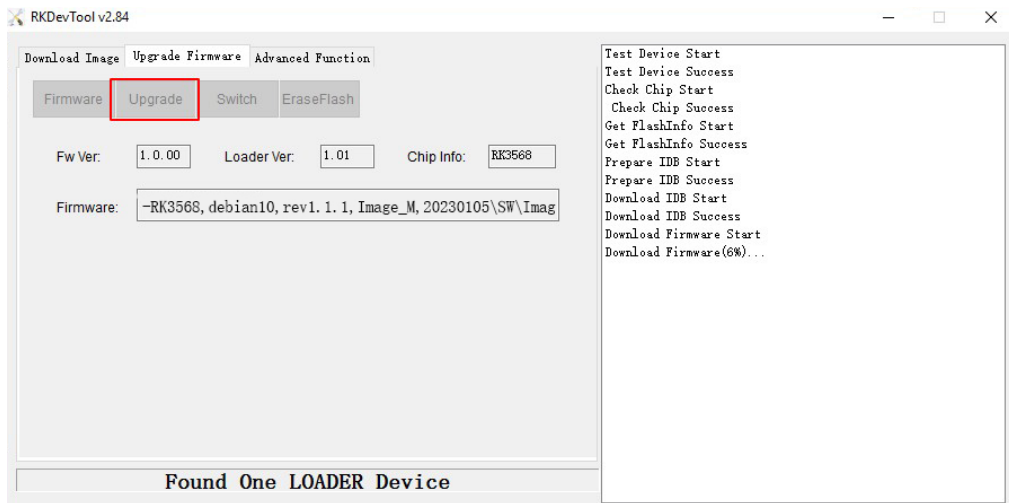 RKDevTool v2.84
Download Image Upgrade Firmware Advanced Function
Firmware Upgrade Switch EraseFlash
Fw Ver: 1.0.00 Loader Ver: 1.01 Chip Info: RK3568
Firmware: -RK3568,debian10,rev1.1.1,Image_M,20230105\SW\Imag
Found One LOADER Device
Test Device Start
Test Device Success
Check Chip Start
Check Chip Success
Get FlashInfo Start
Get FlashInfo Success
Prepare IDB Start
Prepare IDB Success
Download IDB Start
Download IDB Success
Download Firmware Start
Download Firmware(6%)...